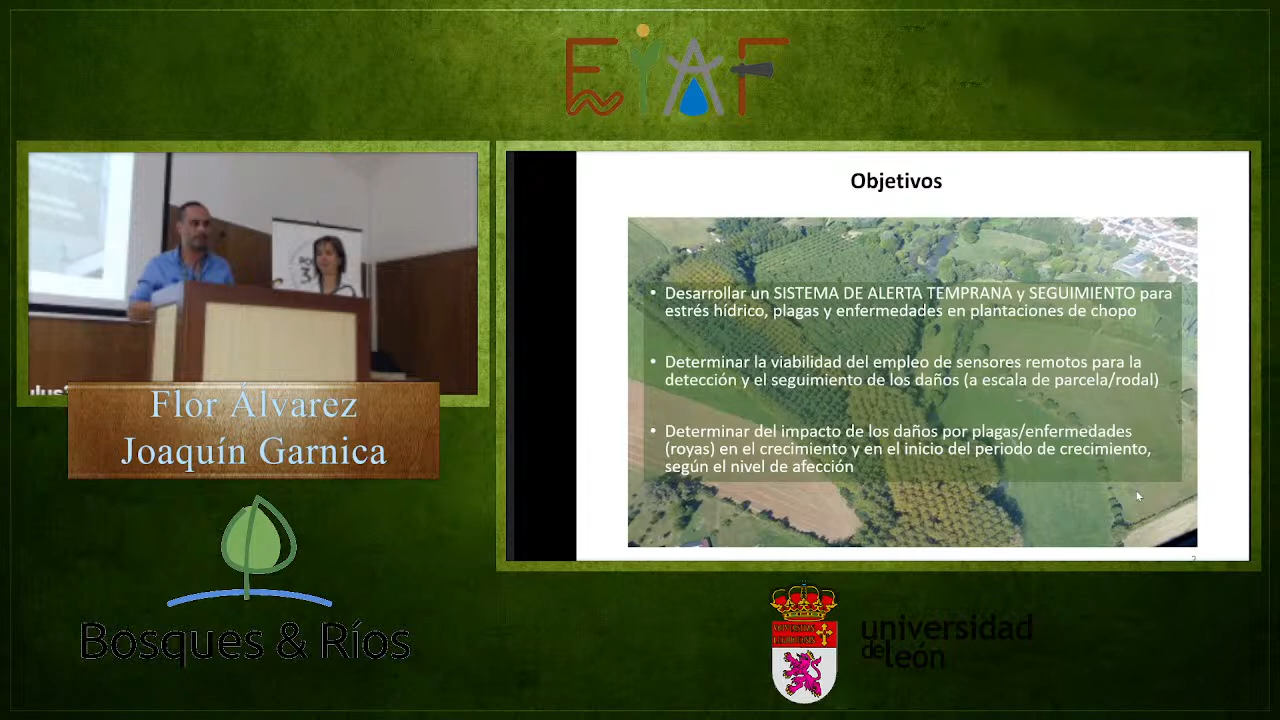 EIAF
Objetivos
• Desarrollar un SISTEMA DE ALERTA TEMPRANA y SEGUIMIENTO para
estrés hídrico, plagas y enfermedades en plantaciones de chopo
• Determinar la viabilidad del empleo de sensores remotos para la
detección y el seguimiento de los daños (a escala de parcela/rodal)
• Determinar del impacto de los daños por plagas/enfermedades
(royas) en el crecimiento y en el inicio del periodo de crecimiento,
según el nivel de afección
Flor Álvarez
Joaquín Garnica
Bosques & Ríos
universidad
de león